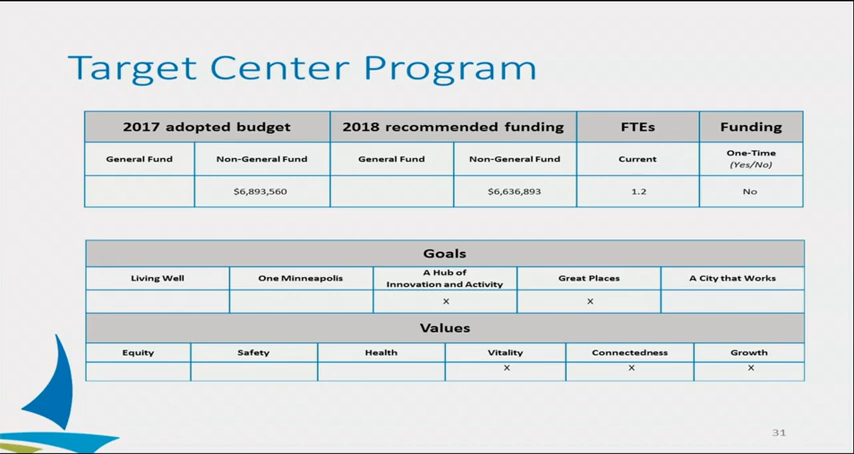 Target Center Program
2017 adopted budget 2018 recommended funding FTEs Funding
General Fund Non-General Fund General Fund Non-General Fund Current One-Time
(Yes/No)
$6,893,560 $6,636,893 1.2 No
Goals
Living Well One Minneapolis A Hub of
Innovation and Activity Great Places A City that Works
X X
Values
Equity Safety Health Vitality Connectedness Growth
X X X
31